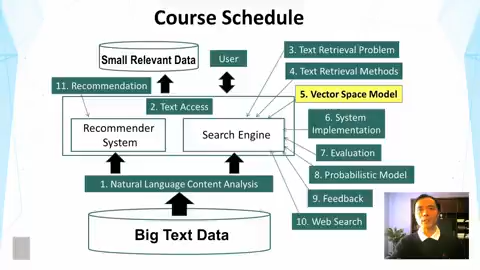 Course Schedule
Small Relevant Data
User
3. Text Retrieval Problem
4. Text Retrieval Methods
5. Vector Space Model
11. Recommendation
2. Text Access
6. System
Implementation
Recommender
System
Search Engine
7. Evaluation
8. Probabilistic Model
1. Natural Language Content Analysis
9. Feedback
10. Web Search
Big Text Data